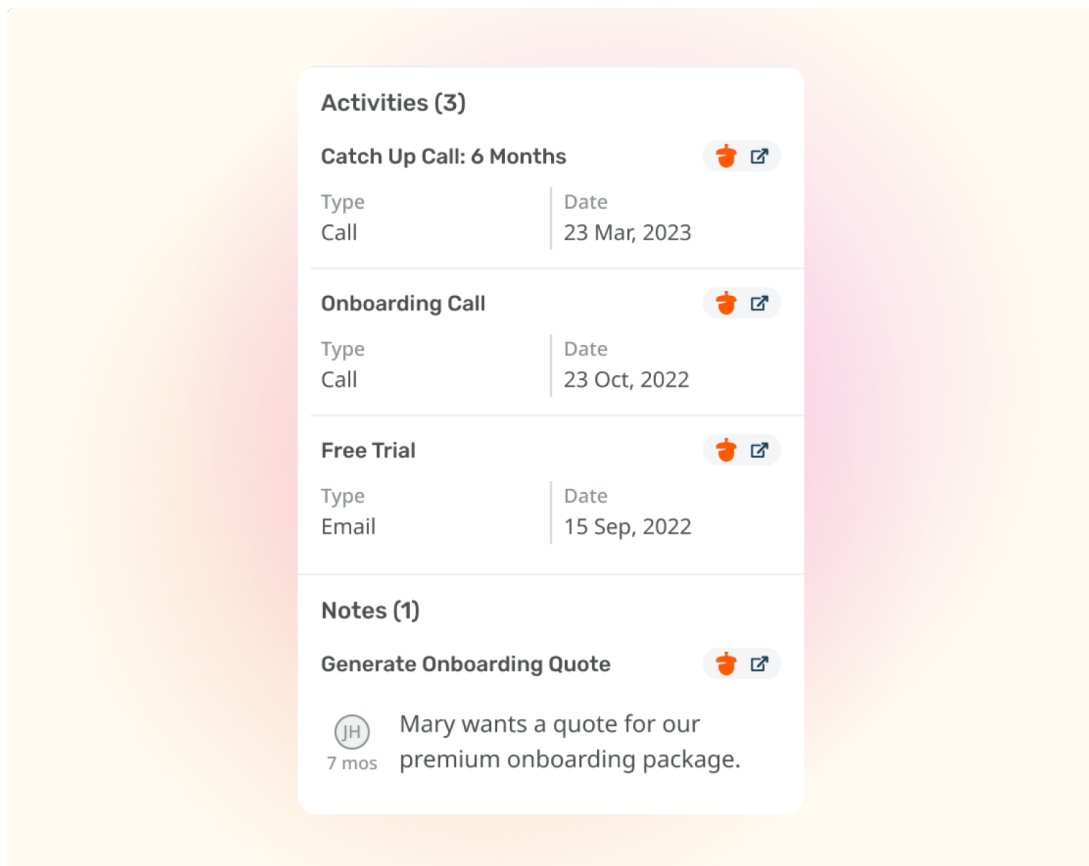 Activities (3)
Catch Up Call: 6 Months
Type
Date
Call
23 Mar, 2023
Onboarding Call
Type
Date
Call
23 Oct, 2022
Free Trial
Type
Date
Email
15 Sep, 2022
Notes (1)
Generate Onboarding Quote
JH
7 mos
Mary wants a quote for our
premium onboarding package.